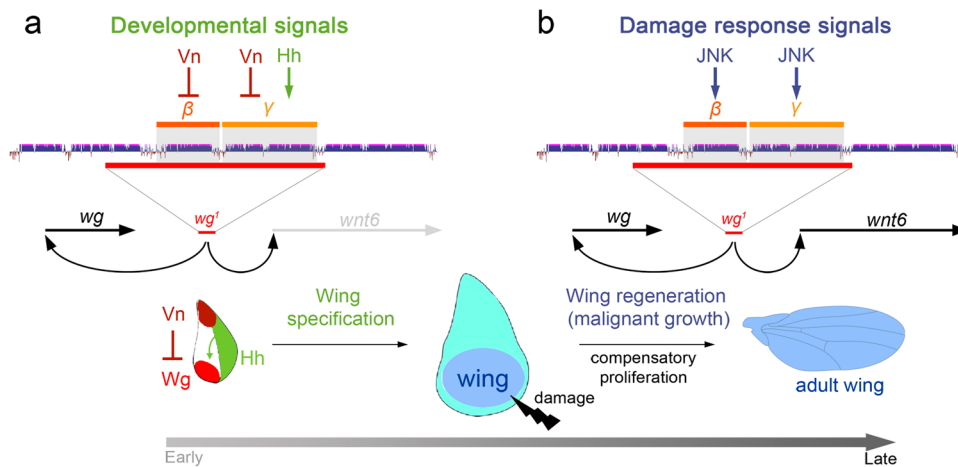 a
Developmental signals
b
Damage response signals
Vn Vn Hh
JNK JNK
β γ
β γ
wg wg¹ wnt6
wg wg¹ wnt6
Vn
Wg
Hh
Wing
specification
wing
damage
Wing regeneration
(malignant growth)
compensatory
proliferation
adult wing
Early
Late